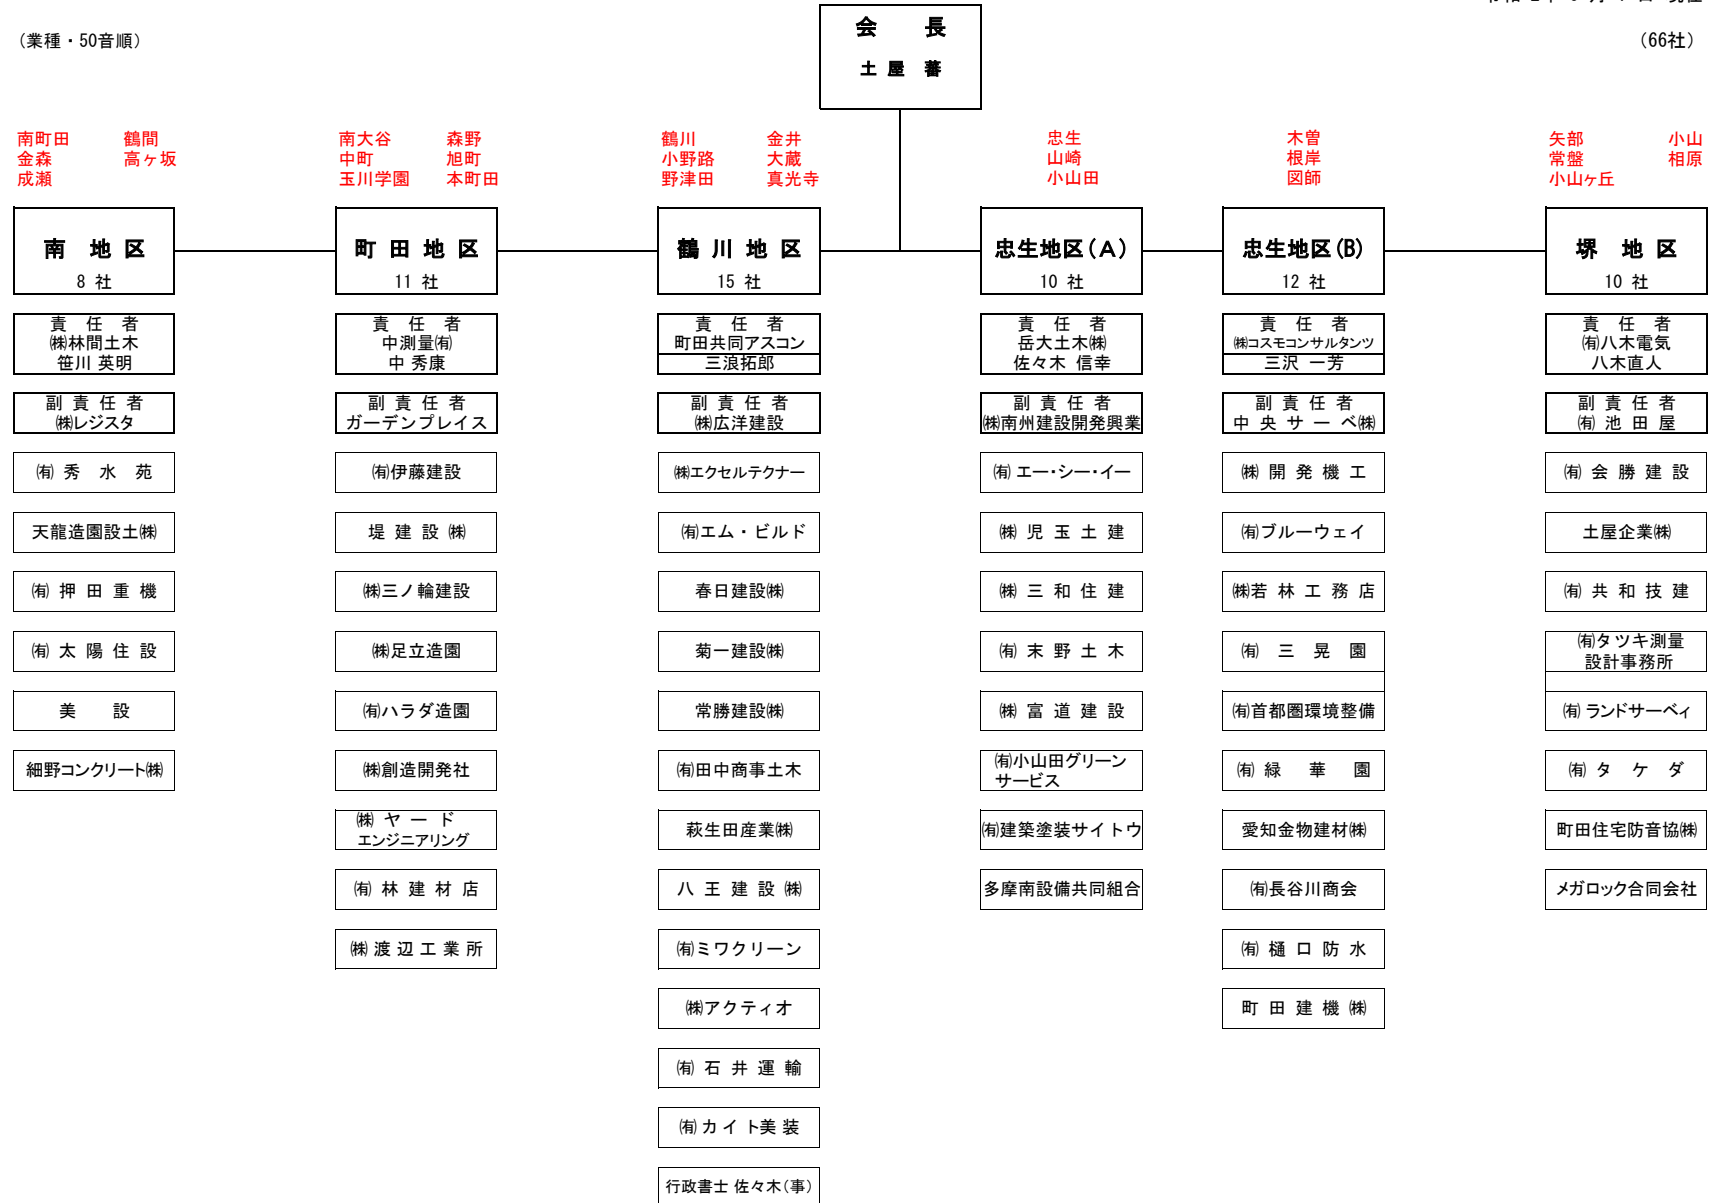 (業種・50音順)
会 長
土 屋 蕃
(66社)
南町田 鶴間
金森 高ヶ坂
成瀬
南大谷 森野
中町 旭町
玉川学園 本町田
鶴川 金井
小野路 大蔵
野津田 真光寺
忠生
山崎
小山田
木曽
根岸
図師
矢部 小山
常盤 相原
小山ヶ丘
南 地 区
8 社
責 任 者
㈱林間土木
笹川 英明
副 責 任 者
㈱レジスタ
㈲ 秀 水 苑
天龍造園設土㈱
㈲ 押 田 重 機
㈲ 太 陽 住 設
美 設
細野コンクリート㈱
町 田 地 区
11 社
責 任 者
中測量㈲
中 秀康
副 責 任 者
ガーデンプレイス
㈲伊藤建設
堤 建 設 ㈱
㈱三ノ輪建設
㈱足立造園
㈲ハラダ造園
㈱創造開発社
㈱ ヤ ー ド
エンジニアリング
㈲ 林 建 材 店
㈱ 渡 辺 工 業 所
鶴 川 地 区
15 社
責 任 者
町田共同アスコン
三浪拓郎
副 責 任 者
㈱広洋建設
㈱エクセルテクナー
㈲エム・ビルド
春日建設㈱
菊一建設㈱
常勝建設㈱
㈲田中商事土木
萩生田産業㈱
八 王 建 設 ㈱
㈲ミワクリーン
㈱アクティオ
㈲ 石 井 運 輸
㈲ カ イ ト美 装
行政書士 佐々木(事)
忠生地区(A)
10 社
責 任 者
岳大土木㈱
佐々木 信幸
副 責 任 者
㈱南州建設開発興業
㈲ エー・シー・イー
㈱ 児 玉 土 建
㈱ 三 和 住 建
㈲ 末 野 土 木
㈱ 富 道 建 設
㈲小山田グリーン
サービス
㈲建築塗装サイトウ
多摩南設備共同組合
忠生地区(B)
12 社
責 任 者
㈱コスモコンサルタンツ
三沢 一芳
副 責 任 者
中 央 サ ー ベ㈱
㈱ 開 発 機 工
㈲ブルーウェイ
㈱若 林 工 務 店
㈲ 三 晃 園
㈲首都圏環境整備
㈲ 緑 華 園
愛知金物建材㈱
㈲長谷川商会
㈲ 樋 口 防 水
町 田 建 機 ㈱
堺 地 区
10 社
責 任 者
㈲八木電気
八木直人
副 責 任 者
㈲ 池 田 屋
㈲ 会 勝 建 設
土屋企業㈱
㈲ 共 和 技 建
㈲タツキ測量
設計事務所
㈲ ランドサーベィ
㈲ タ ケ ダ
町田住宅防音協㈱
メガロック合同会社